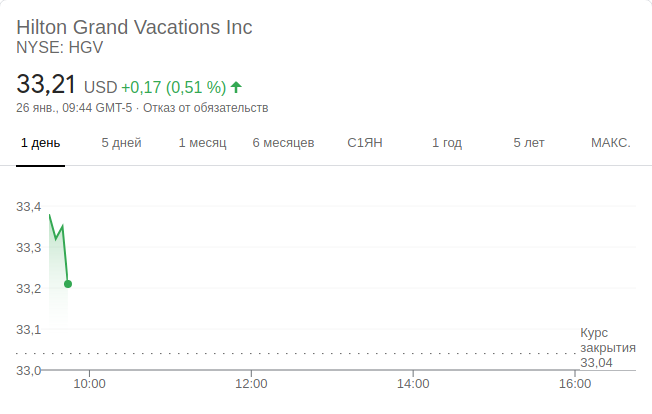 Hilton Grand Vacations Inc
NYSE: HGV
33,21 USD +0,17 (0,51 %)
26 янв., 09:44 GMT-5 · Отказ от обязательств
1 день 5 дней 1 месяц 6 месяцев С1ЯН 1 год 5 лет МАКС.
33,4
33,3
33,2
33,1
33,0
Курс
закрытия
33,04
10:00 12:00 14:00 16:00